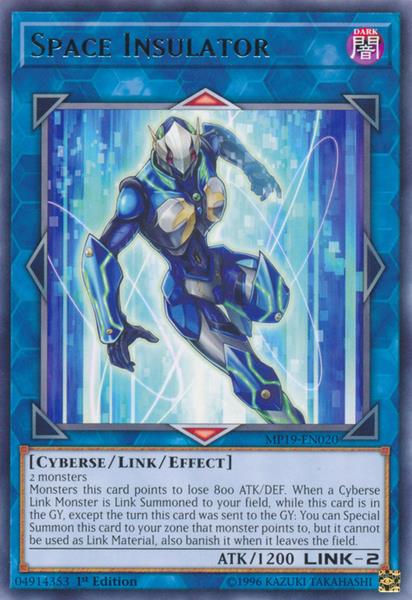 SPACE INSULATOR
DARK
闇
MP19-EN020
[CYBERSE/LINK/EFFECT]
2 monsters
Monsters this card points to lose 800 ATK/DEF. When a Cyberse
Link Monster is Link Summoned to your field, while this card is in
the GY, except the turn this card was sent to the GY: You can Special
Summon this card to your zone that monster points to, but it cannot
be used as Link Material, also banish it when it leaves the field.
ATK/1200 LINK-2
04914353 1st Edition ©1996 KAZUKI TAKAHASHI